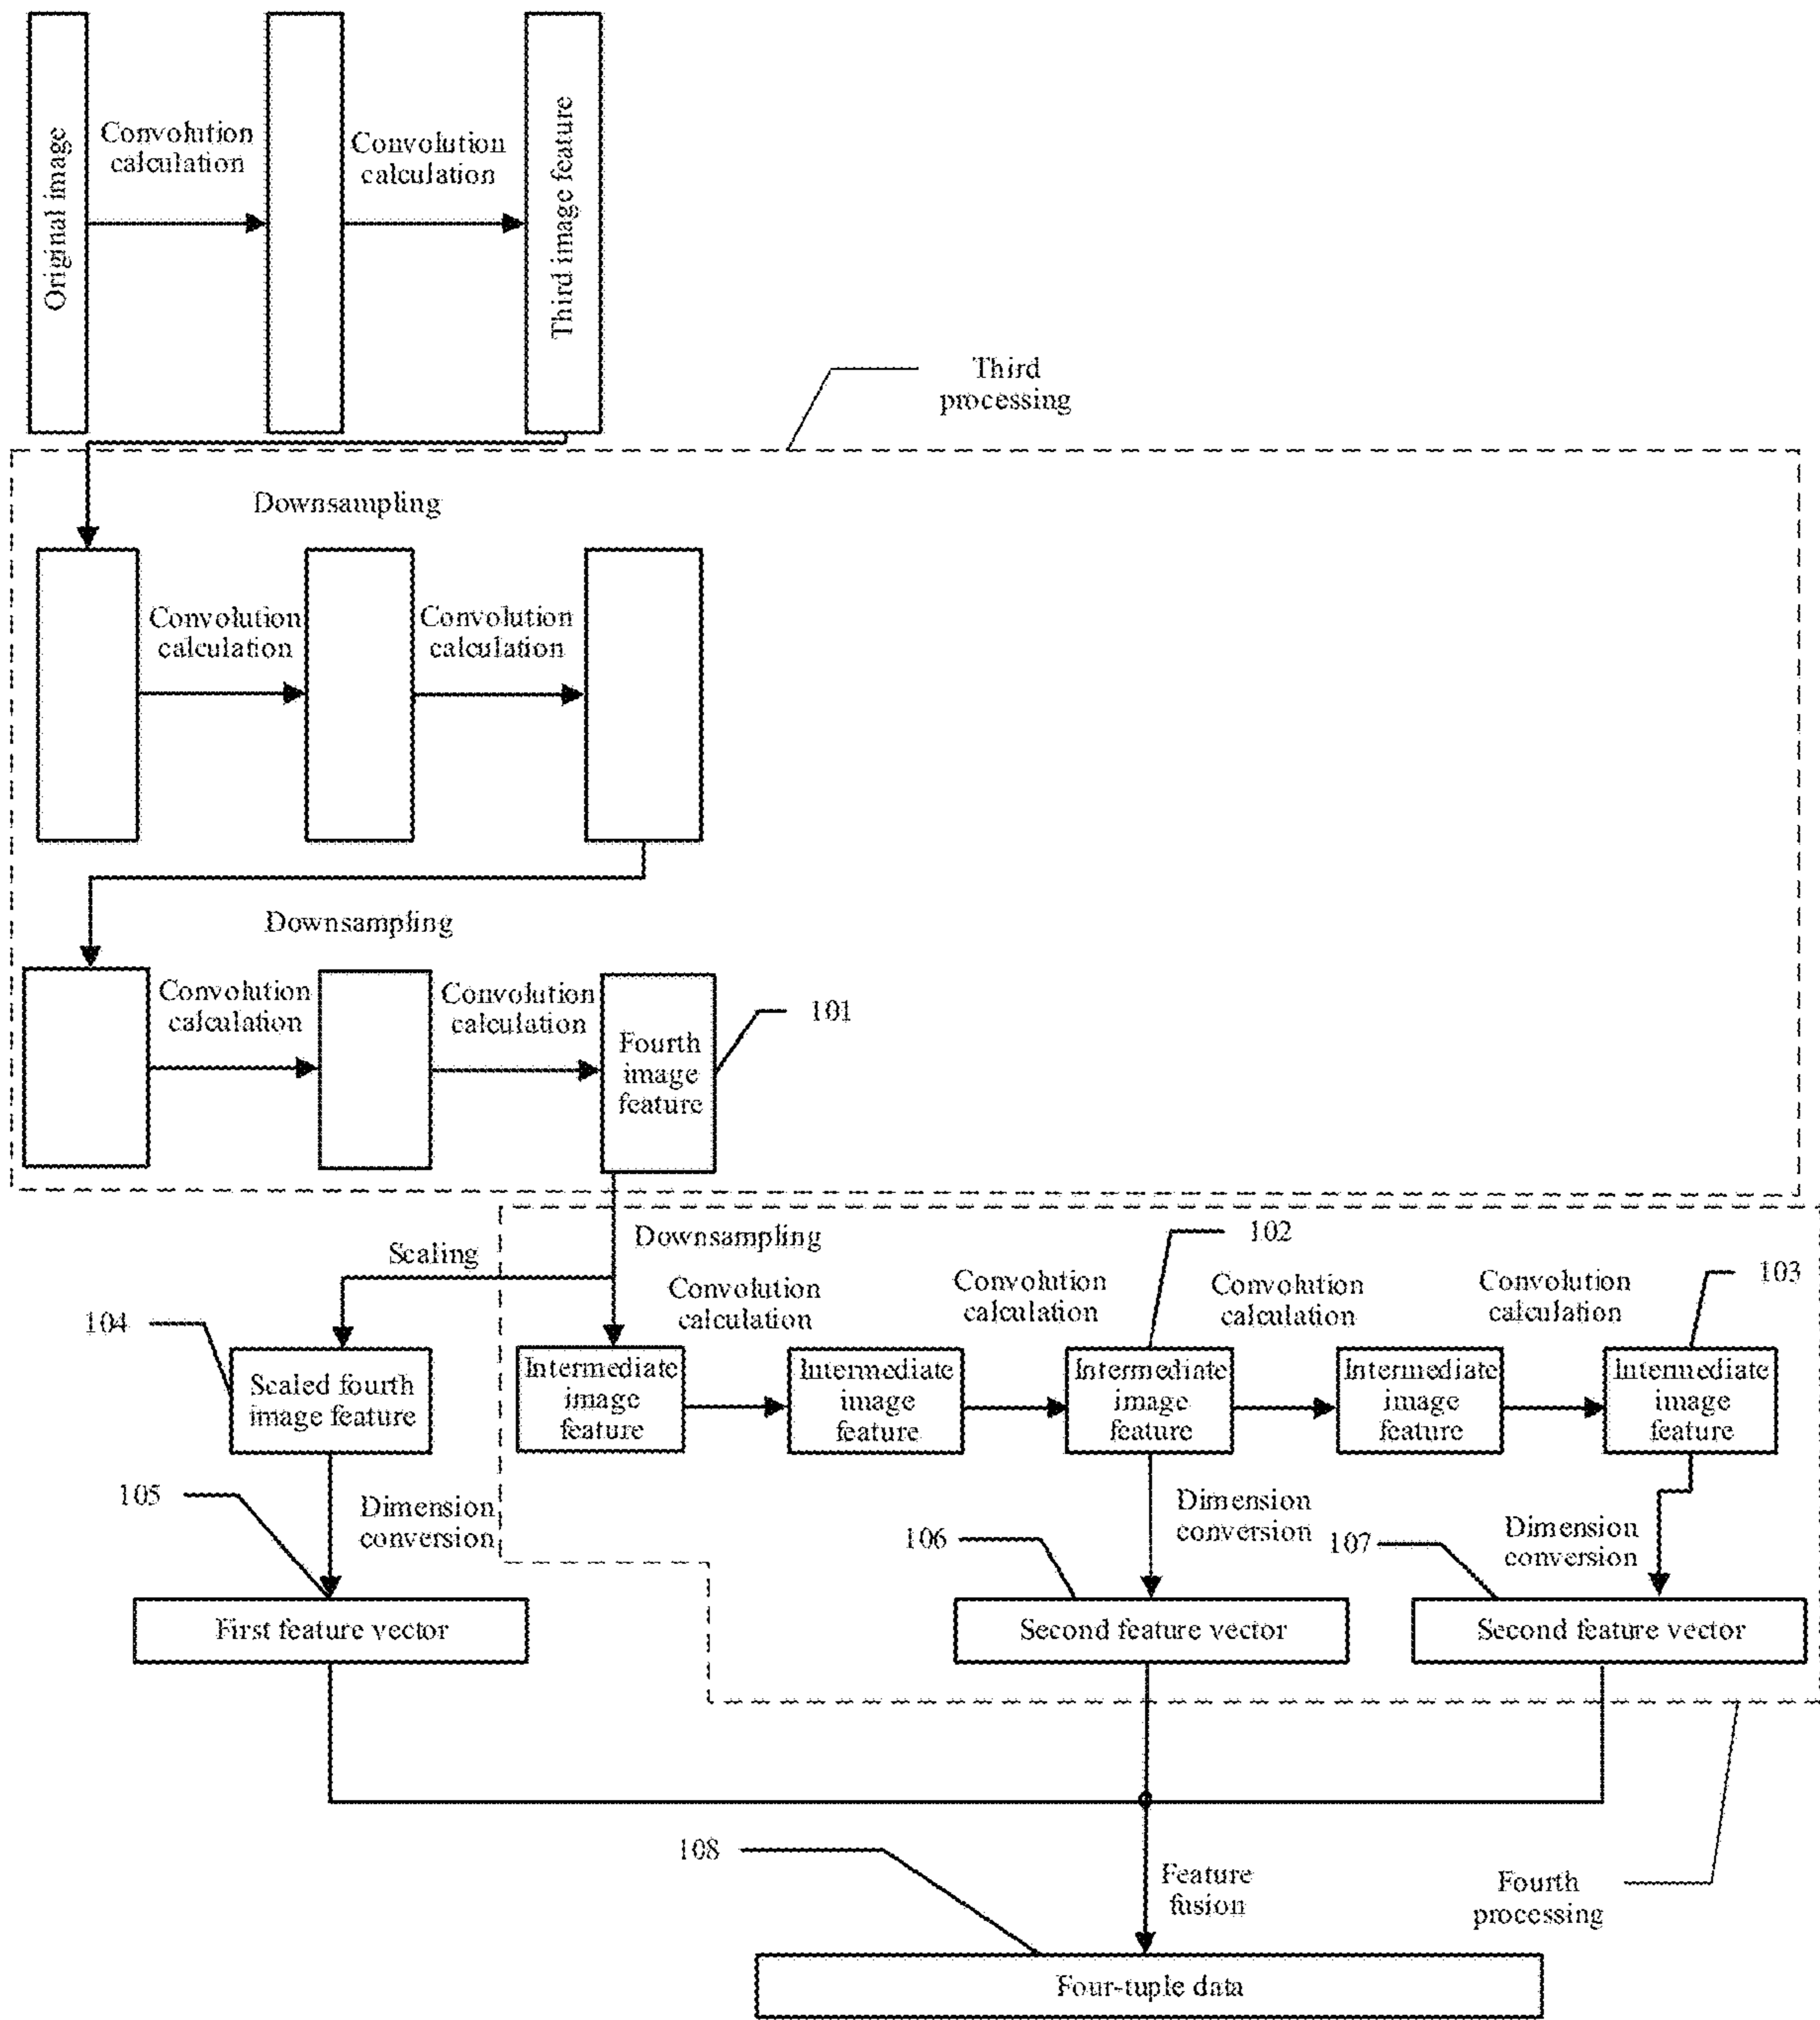 Original image
Convolution
calculation
Convolution
calculation
Third image feature
Third
processing
Downsampling
Convolution
calculation
Convolution
calculation
Downsampling
Convolution
calculation
Convolution
calculation
Fourth
image
feature
101
Scaling
Downsampling
102
103
Convolution
calculation
Convolution
calculation
Convolution
calculation
Convolution
calculation
104
Scaled fourth
image feature
Intermediate
image
feature
Intermediate
image
feature
Intermediate
image
feature
Intermediate
image
feature
Intermediate
image
feature
105
Dimension
conversion
106
Dimension
conversion
107
Dimension
conversion
First feature vector
Second feature vector
Second feature vector
108
Feature
fusion
Fourth
processing
Four-tuple data